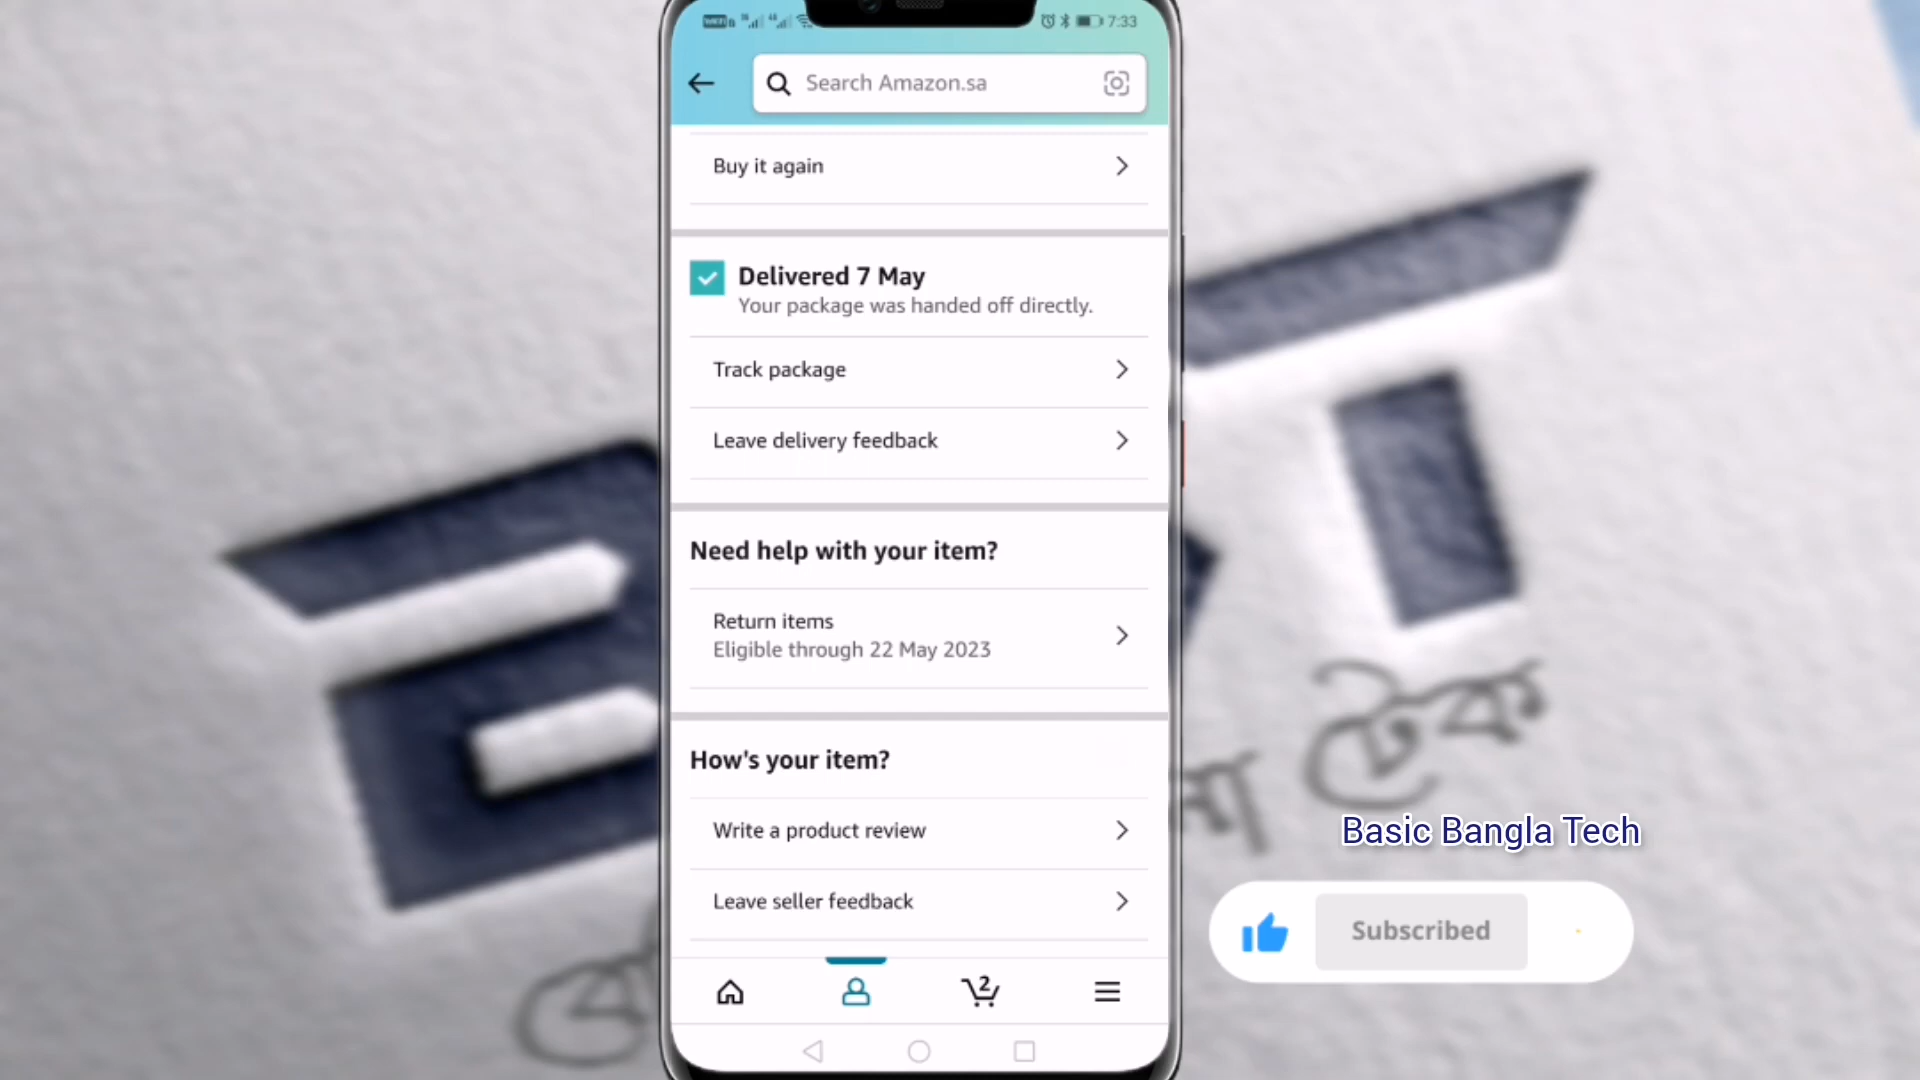 7:33
Search Amazon.sa
Buy it again
Delivered 7 May
Your package was handed off directly.
Track package
Leave delivery feedback
Need help with your item?
Return items
Eligible through 22 May 2023
How's your item?
Write a product review
Leave seller feedback
2
টেক
Basic Bangla Tech
Subscribed